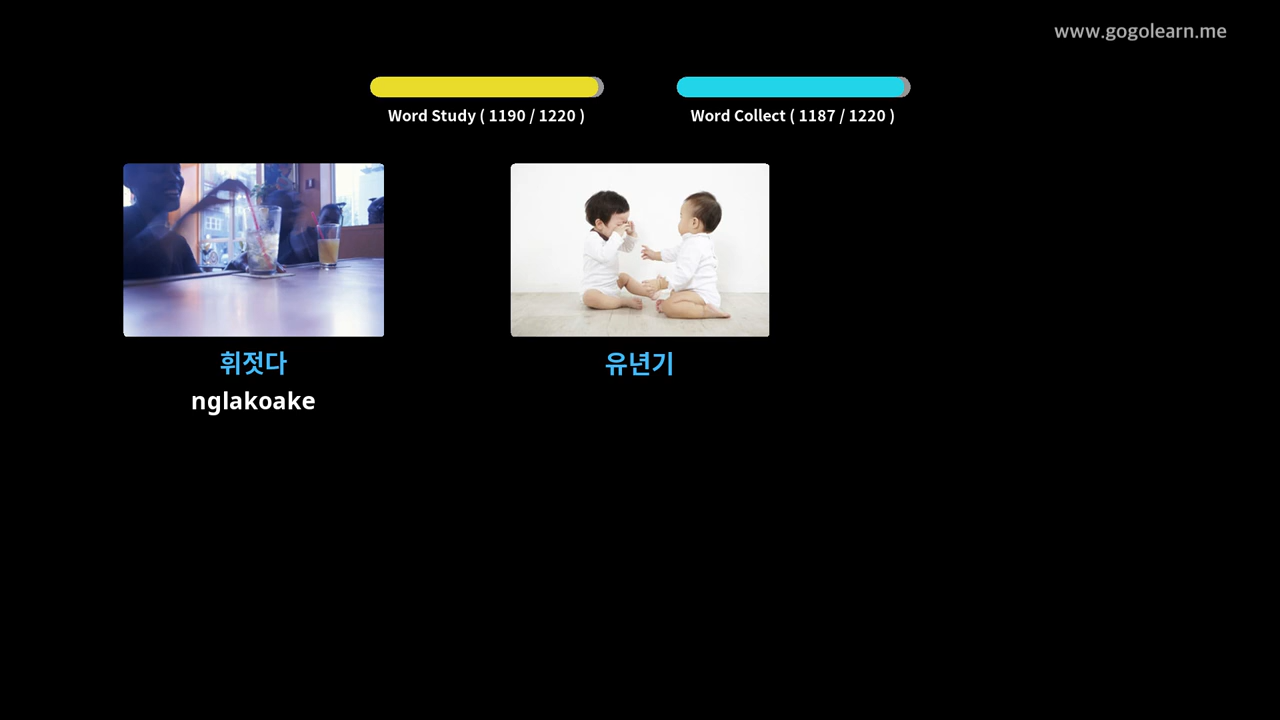 www.gogolearn.me
Word Study ( 1190 / 1220 )
Word Collect ( 1187 / 1220 )
휘젓다
nglakoake
유년기